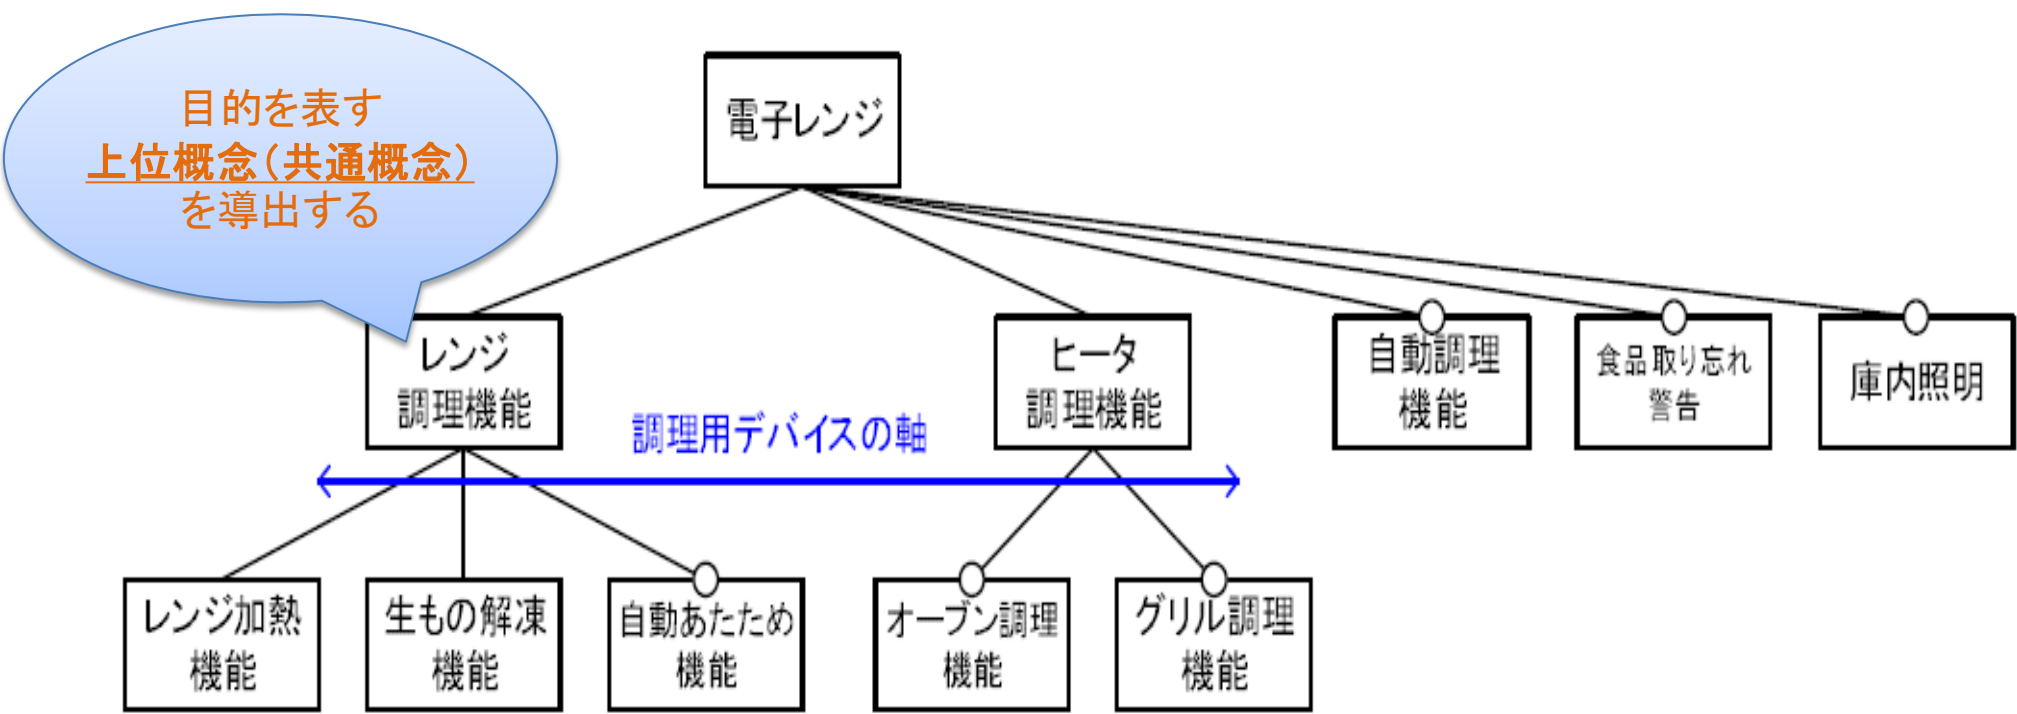 目的を表す
上位概念（共通概念）
を導出する
電子レンジ
レンジ
調理機能
ヒータ
調理機能
自動調理
機能
食品取り忘れ
警告
庫内照明
調理用デバイスの軸
レンジ加熱
機能
生もの解凍
機能
自動あたため
機能
オーブン調理
機能
グリル調理
機能